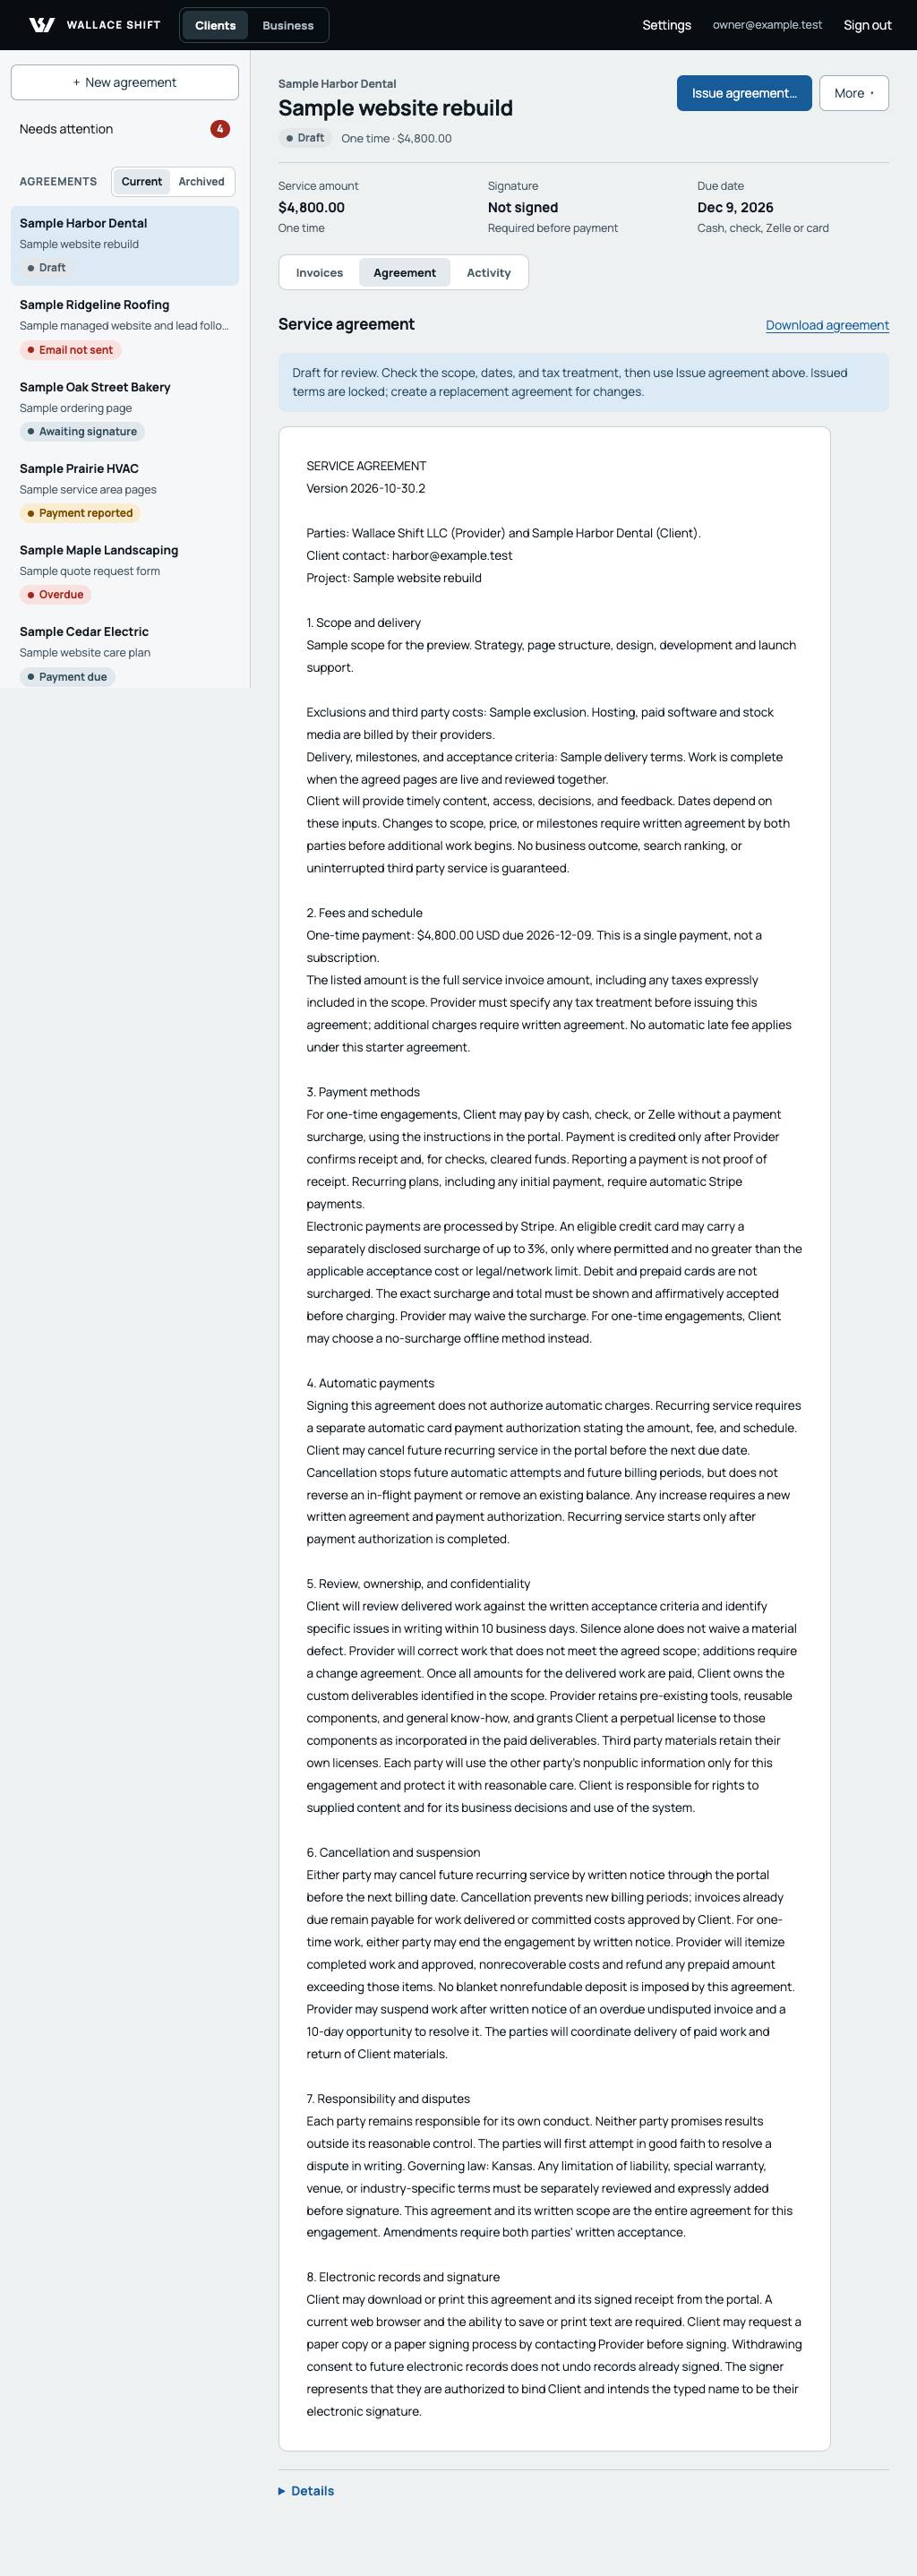 WALLACE SHIFT
Clients
Business
Settings
owner@example.test
Sign out
+ New agreement
Needs attention
4
AGREEMENTS
Current
Archived
Sample Harbor Dental
Sample website rebuild
Draft
Sample Ridgeline Roofing
Sample managed website and lead follo...
Email not sent
Sample Oak Street Bakery
Sample ordering page
Awaiting signature
Sample Prairie HVAC
Sample service area pages
Payment reported
Sample Maple Landscaping
Sample quote request form
Overdue
Sample Cedar Electric
Sample website care plan
Payment due
Sample Harbor Dental
Sample website rebuild
Draft
One time · $4,800.00
Issue agreement...
More
Service amount
$4,800.00
One time
Signature
Not signed
Required before payment
Due date
Dec 9, 2026
Cash, check, Zelle or card
Invoices
Agreement
Activity
Service agreement
Download agreement
Draft for review. Check the scope, dates, and tax treatment, then use Issue agreement above. Issued
terms are locked; create a replacement agreement for changes.
SERVICE AGREEMENT
Version 2026-10-30.2
Parties: Wallace Shift LLC (Provider) and Sample Harbor Dental (Client).
Client contact: harbor@example.test
Project: Sample website rebuild
1. Scope and delivery
Sample scope for the preview. Strategy, page structure, design, development and launch
support.
Exclusions and third party costs: Sample exclusion. Hosting, paid software and stock
media are billed by their providers.
Delivery, milestones, and acceptance criteria: Sample delivery terms. Work is complete
when the agreed pages are live and reviewed together.
Client will provide timely content, access, decisions, and feedback. Dates depend on
these inputs. Changes to scope, price, or milestones require written agreement by both
parties before additional work begins. No business outcome, search ranking, or
uninterrupted third party service is guaranteed.
2. Fees and schedule
One-time payment: $4,800.00 USD due 2026-12-09. This is a single payment, not a
subscription.
The listed amount is the full service invoice amount, including any taxes expressly
included in the scope. Provider must specify any tax treatment before issuing this
agreement; additional charges require written agreement. No automatic late fee applies
under this starter agreement.
3. Payment methods
For one-time engagements, Client may pay by cash, check, or Zelle without a payment
surcharge, using the instructions in the portal. Payment is credited only after Provider
confirms receipt and, for checks, cleared funds. Reporting a payment is not proof of
receipt. Recurring plans, including any initial payment, require automatic Stripe
payments.
Electronic payments are processed by Stripe. An eligible credit card may carry a
separately disclosed surcharge of up to 3%, only where permitted and no greater than the
applicable acceptance cost or legal/network limit. Debit and prepaid cards are not
surcharged. The exact surcharge and total must be shown and affirmatively accepted
before charging. Provider may waive the surcharge. For one-time engagements, Client
may choose a no-surcharge offline method instead.
4. Automatic payments
Signing this agreement does not authorize automatic charges. Recurring service requires
a separate automatic card payment authorization stating the amount, fee, and schedule.
Client may cancel future recurring service in the portal before the next due date.
Cancellation stops future automatic attempts and future billing periods, but does not
reverse an in-flight payment or remove an existing balance. Any increase requires a new
written agreement and payment authorization. Recurring service starts only after
payment authorization is completed.
5. Review, ownership, and confidentiality
Client will review delivered work against the written acceptance criteria and identify
specific issues in writing within 10 business days. Silence alone does not waive a material
defect. Provider will correct work that does not meet the agreed scope; additions require
a change agreement. Once all amounts for the delivered work are paid, Client owns the
custom deliverables identified in the scope. Provider retains pre-existing tools, reusable
components, and general know-how, and grants Client a perpetual license to those
components as incorporated in the paid deliverables. Third party materials retain their
own licenses. Each party will use the other party's nonpublic information only for this
engagement and protect it with reasonable care. Client is responsible for rights to
supplied content and for its business decisions and use of the system.
6. Cancellation and suspension
Either party may cancel future recurring service by written notice through the portal
before the next billing date. Cancellation prevents new billing periods; invoices already
due remain payable for work delivered or committed costs approved by Client. For one-
time work, either party may end the engagement by written notice. Provider will itemize
completed work and approved, nonrecoverable costs and refund any prepaid amount
exceeding those items. No blanket nonrefundable deposit is imposed by this agreement.
Provider may suspend work after written notice of an overdue undisputed invoice and a
10-day opportunity to resolve it. The parties will coordinate delivery of paid work and
return of Client materials.
7. Responsibility and disputes
Each party remains responsible for its own conduct. Neither party promises results
outside its reasonable control. The parties will first attempt in good faith to resolve a
dispute in writing. Governing law: Kansas. Any limitation of liability, special warranty,
venue, or industry-specific terms must be separately reviewed and expressly added
before signature. This agreement and its written scope are the entire agreement for this
engagement. Amendments require both parties' written acceptance.
8. Electronic records and signature
Client may download or print this agreement and its signed receipt from the portal. A
current web browser and the ability to save or print text are required. Client may request a
paper copy or a paper signing process by contacting Provider before signing. Withdrawing
consent to future electronic records does not undo records already signed. The signer
represents that they are authorized to bind Client and intends the typed name to be their
electronic signature.
Details